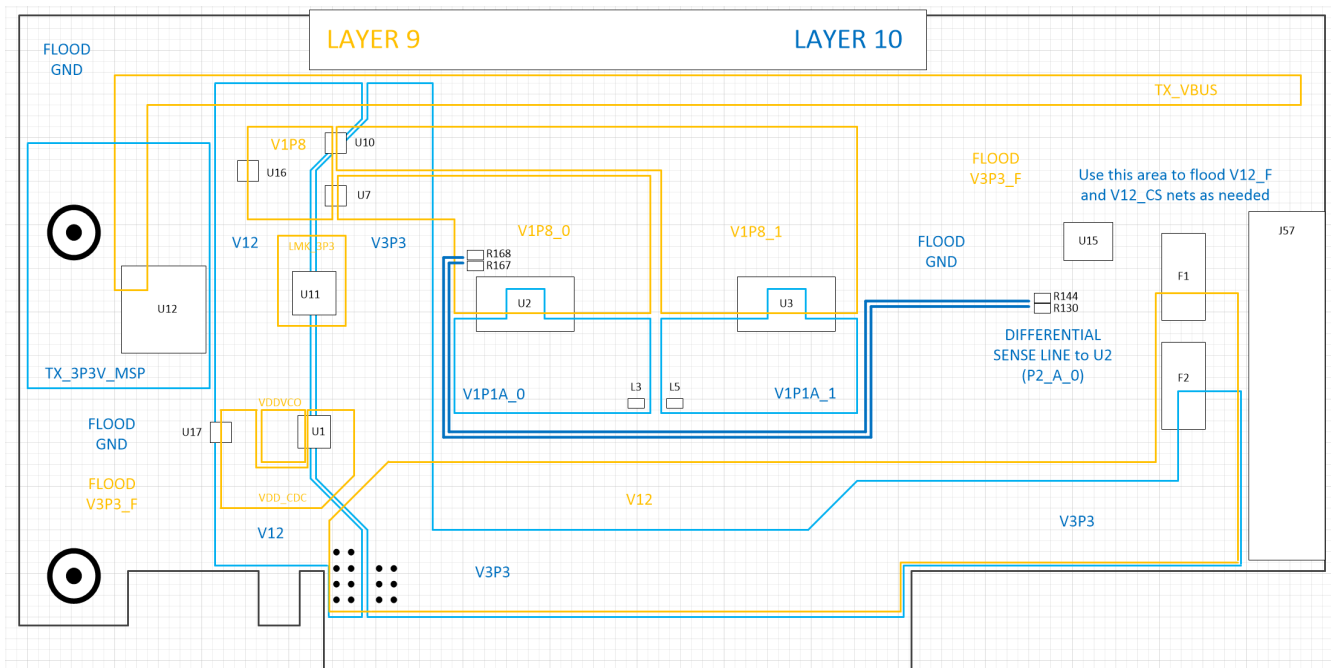 LAYER 9
LAYER 10
FLOOD
GND
TX_VBUS
V1P8
U10
U16
U7
FLOOD
V3P3_F
Use this area to flood V12_F
and V12_CS nets as needed
V12
LMK_3P3
V3P3
V1P8_0
V1P8_1
FLOOD
GND
U15
J57
R168
R167
F1
U12
U11
U2
U3
R144
R130
DIFFERENTIAL
SENSE LINE to U2
(P2_A_0)
TX_3P3V_MSP
V1P1A_0
L3
L5
V1P1A_1
F2
VDDVCO
FLOOD
GND
U17
U1
FLOOD
V3P3_F
VDD_CDC
V12
V12
V3P3
V3P3